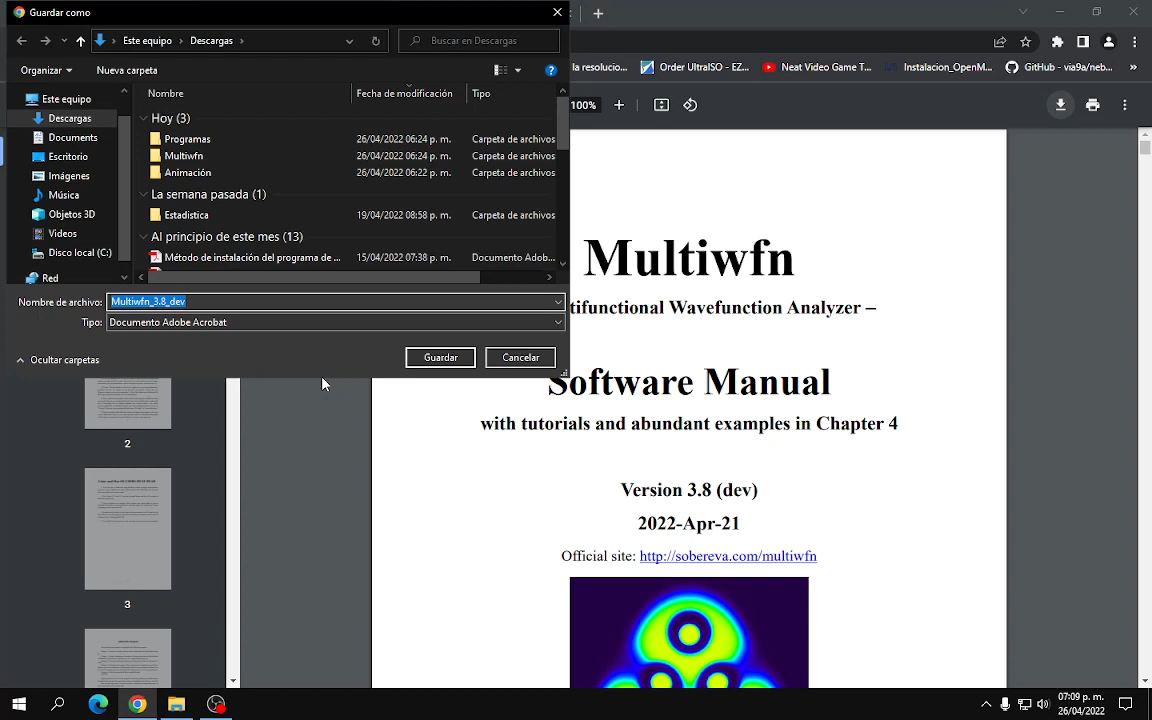 Guardar como
Este equipo > Descargas >
Buscar en Descargas
Organizar
Nueva carpeta
Este equipo
Descargas
Documents
Escritorio
Imágenes
Música
Objetos 3D
Videos
Disco local (C:)
Red
Nombre
Fecha de modificación
Tipo
Hoy (3)
Programas 26/04/2022 06:24 p. m. Carpeta de archivos
Multiwfn 26/04/2022 06:24 p. m. Carpeta de archivos
Animación 26/04/2022 06:22 p. m. Carpeta de archivos
La semana pasada (1)
Estadistica 19/04/2022 08:58 p. m. Carpeta de archivos
Al principio de este mes (13)
Método de instalación del programa de ... 15/04/2022 07:38 p. m. Documento Adob...
Nombre de archivo: Multiwfn_3.8_dev
Tipo: Documento Adobe Acrobat
Ocultar carpetas
Guardar
Cancelar
la resolucio...
Order UltraISO - EZ...
Neat Video Game T...
Instalacion_OpenM...
GitHub - via9a/neb...
»
100%
2
3
Multiwfn
tifunctional Wavefunction Analyzer –
Software Manual
with tutorials and abundant examples in Chapter 4
Version 3.8 (dev)
2022-Apr-21
Official site: http://sobereva.com/multiwfn
07:09 p. m.
26/04/2022